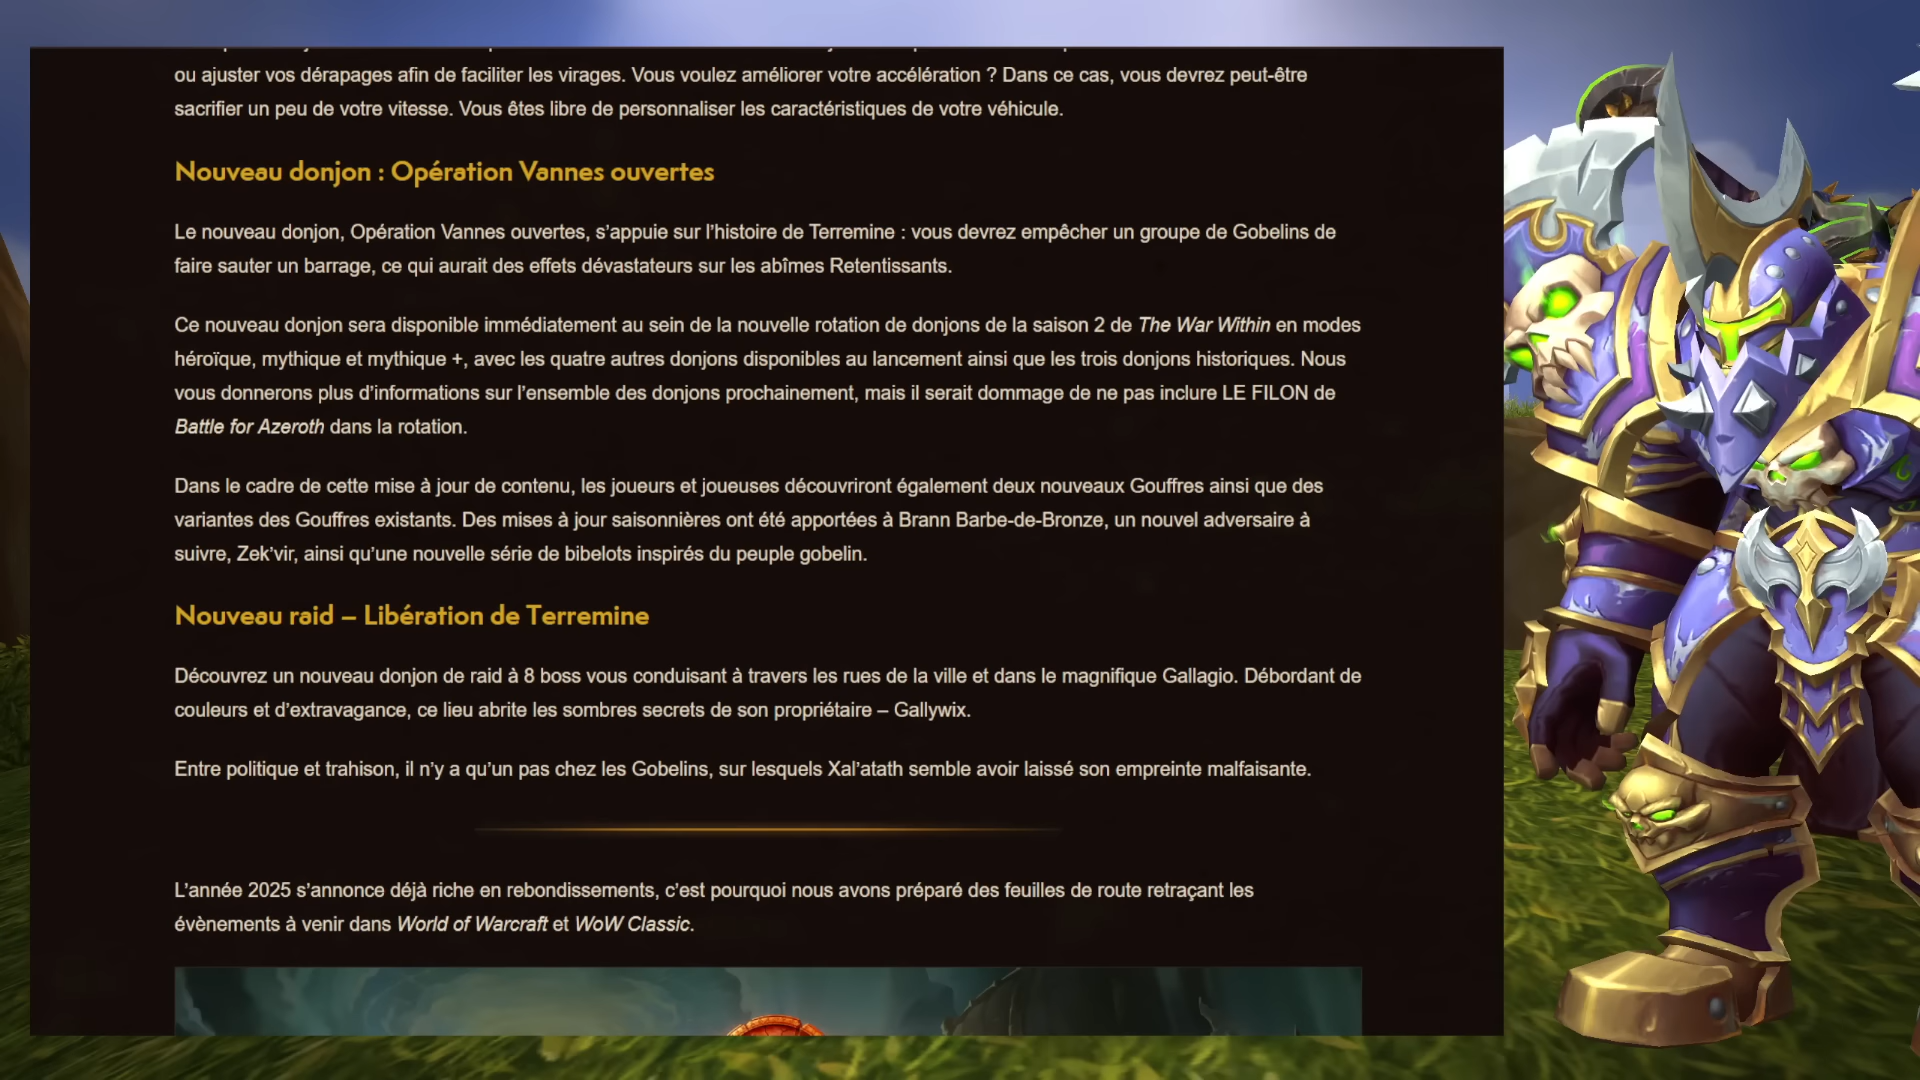 ou ajuster vos dérapages afin de faciliter les virages. Vous voulez améliorer votre accélération ? Dans ce cas, vous devrez peut-être
sacrifier un peu de votre vitesse. Vous êtes libre de personnaliser les caractéristiques de votre véhicule.
Nouveau donjon : Opération Vannes ouvertes
Le nouveau donjon, Opération Vannes ouvertes, s’appuie sur l’histoire de Terremine : vous devrez empêcher un groupe de Gobelins de
faire sauter un barrage, ce qui aurait des effets dévastateurs sur les abîmes Retentissants.
Ce nouveau donjon sera disponible immédiatement au sein de la nouvelle rotation de donjons de la saison 2 de The War Within en modes
héroïque, mythique et mythique +, avec les quatre autres donjons disponibles au lancement ainsi que les trois donjons historiques. Nous
vous donnerons plus d’informations sur l’ensemble des donjons prochainement, mais il serait dommage de ne pas inclure LE FILON de
Battle for Azeroth dans la rotation.
Dans le cadre de cette mise à jour de contenu, les joueurs et joueuses découvriront également deux nouveaux Gouffres ainsi que des
variantes des Gouffres existants. Des mises à jour saisonnières ont été apportées à Brann Barbe-de-Bronze, un nouvel adversaire à
suivre, Zek’vir, ainsi qu’une nouvelle série de bibelots inspirés du peuple gobelin.
Nouveau raid – Libération de Terremine
Découvrez un nouveau donjon de raid à 8 boss vous conduisant à travers les rues de la ville et dans le magnifique Gallagio. Débordant de
couleurs et d’extravagance, ce lieu abrite les sombres secrets de son propriétaire – Gallywix.
Entre politique et trahison, il n’y a qu’un pas chez les Gobelins, sur lesquels Xal’atath semble avoir laissé son empreinte malfaisante.
L’année 2025 s’annonce déjà riche en rebondissements, c’est pourquoi nous avons préparé des feuilles de route retraçant les
évènements à venir dans World of Warcraft et WoW Classic.